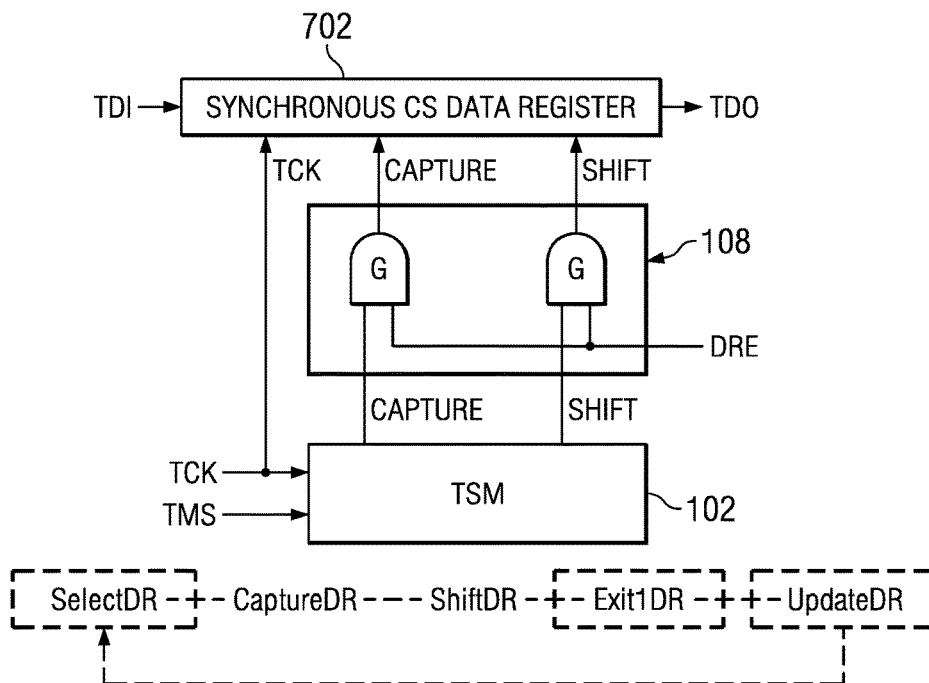 702
TDI SYNCHRONOUS CS DATA REGISTER TDO
TCK CAPTURE SHIFT
G G 108
DRE
CAPTURE SHIFT
TCK
TSM
TMS 102
SelectDR CaptureDR ShiftDR Exit1DR UpdateDR